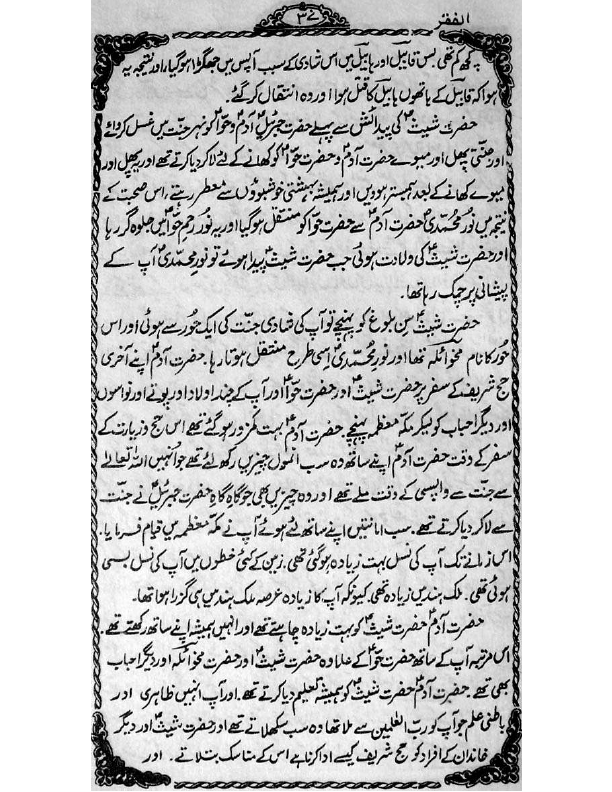 الفقر
۳۷
کچھ کم تھی۔ بس قابیل اور ہابیل میں اس شادی کے سبب آپس میں جھگڑا ہو گیا، اور نتیجہ یہ
ہوا کہ قابیل کے ہاتھوں ہابیل کا قتل ہوا اور وہ انتقال کر گئے۔
حضرت شیثؑ کی پیدائش سے پہلے حضرت جبرئیلؑ آدمؑ و حواؑ کو نہر جنت میں غسل کروائے
اور جنتی پھل اور میوے حضرت آدمؑ و حضرت حواؑ کو کھانے کے لئے لا کر دیا کرتے تھے اور یہ پھل اور
میوے کھانے کے بعد ہمبستر ہو دیں اور ہمیشہ بہشتی خوشبوؤں سے معطر رہتے، اس صحبت کے
نتیجہ میں نور محمدیؐ حضرت آدمؑ سے حضرت حواؑ کو منتقل ہو گیا اور یہ نور رحم حواؑ میں جلوہ گر رہا
اور حضرت شیثؑ کی ولادت ہوئی جب حضرت شیثؑ پیدا ہوئے تو نور محمدیؐ آپ کے
پیشانی پر چمک رہا تھا۔
حضرت شیثؑ سن بلوغ کو پہنچے تو آپ کی شادی جنت کی ایک حور سے ہوئی اور اس
حور کا نام مخوائلہ تھا اور نور محمدیؐ اسی طرح منتقل ہوتا رہا۔ حضرت آدمؑ اپنے آخری
حج شریف کے سفر پر حضرت شیثؑ اور حضرت حواؑ اور آپ کے چند اولاد اور پوتے اور نواسوں
اور دیگر احباب کو لیکر مکہ معظمہ پہنچے۔ حضرت آدمؑ بہت کمزور ہو گئے تھے اس حج و زیارت کے
سفر کے وقت حضرت آدمؑ اپنے ساتھ وہ سب انمول چیزیں رکھ لئے تھے جو انہیں اللہ تعالے
سے جنت سے واپسی کے وقت ملے تھے اور وہ چیزیں بھی جو گاہ گاہ حضرت جبرئیلؑ نے جنت
سے لا کر دیا کرتے تھے۔ سب امانتیں اپنے ساتھ لئے ہوئے آپ نے مکہ معظمہ میں قیام فرمایا۔
اس زمانے تک آپ کی نسل بہت زیادہ ہو گئی تھی۔ زمین کے کئی خطوں میں آپ کی نسل بسی
ہوئی تھی۔ ملک ہند میں زیادہ تھی۔ کیونکہ آپ کا زیادہ عرصہ ملک ہند میں ہی گزرا ہوا تھا۔
حضرت آدمؑ حضرت شیثؑ کو بہت زیادہ چاہتے تھے اور انہیں ہمیشہ اپنے ساتھ رکھتے تھے۔
اس مرتبہ آپ کے ساتھ حضرت حواؑ کے علاوہ حضرت شیثؑ اور حضرت مخوائلہ اور دیگر احباب
بھی تھے۔ حضرت آدمؑ حضرت شیثؑ کو ہمیشہ تعلیم دیا کرتے تھے۔ اور آپ انہیں ظاہری اور
باطنی علم جو آپ کو رب العلمین سے ملا تھا وہ سب سکھلاتے تھے اور حضرت شیثؑ اور دیگر
خاندان کے افراد کو حج شریف کیسے ادا کرنا ہے اس کے مناسک بتلاتے۔ اور